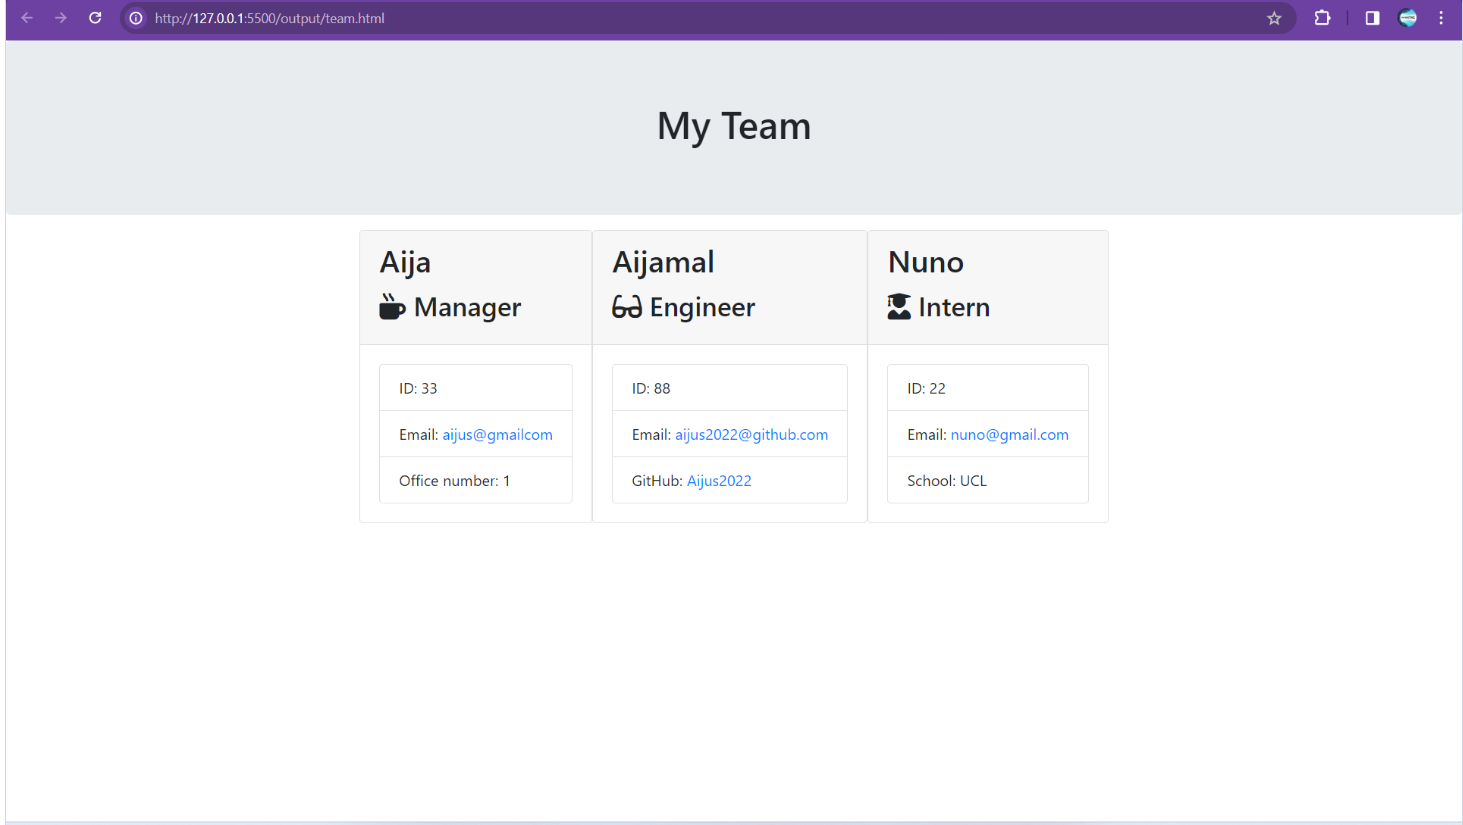 http://127.0.0.1:5500/output/team.html
My Team
Aija
Manager
ID: 33
Email: aijus@gmailcom
Office number: 1
Aijamal
Engineer
ID: 88
Email: aijus2022@github.com
GitHub: Aijus2022
Nuno
Intern
ID: 22
Email: nuno@gmail.com
School: UCL